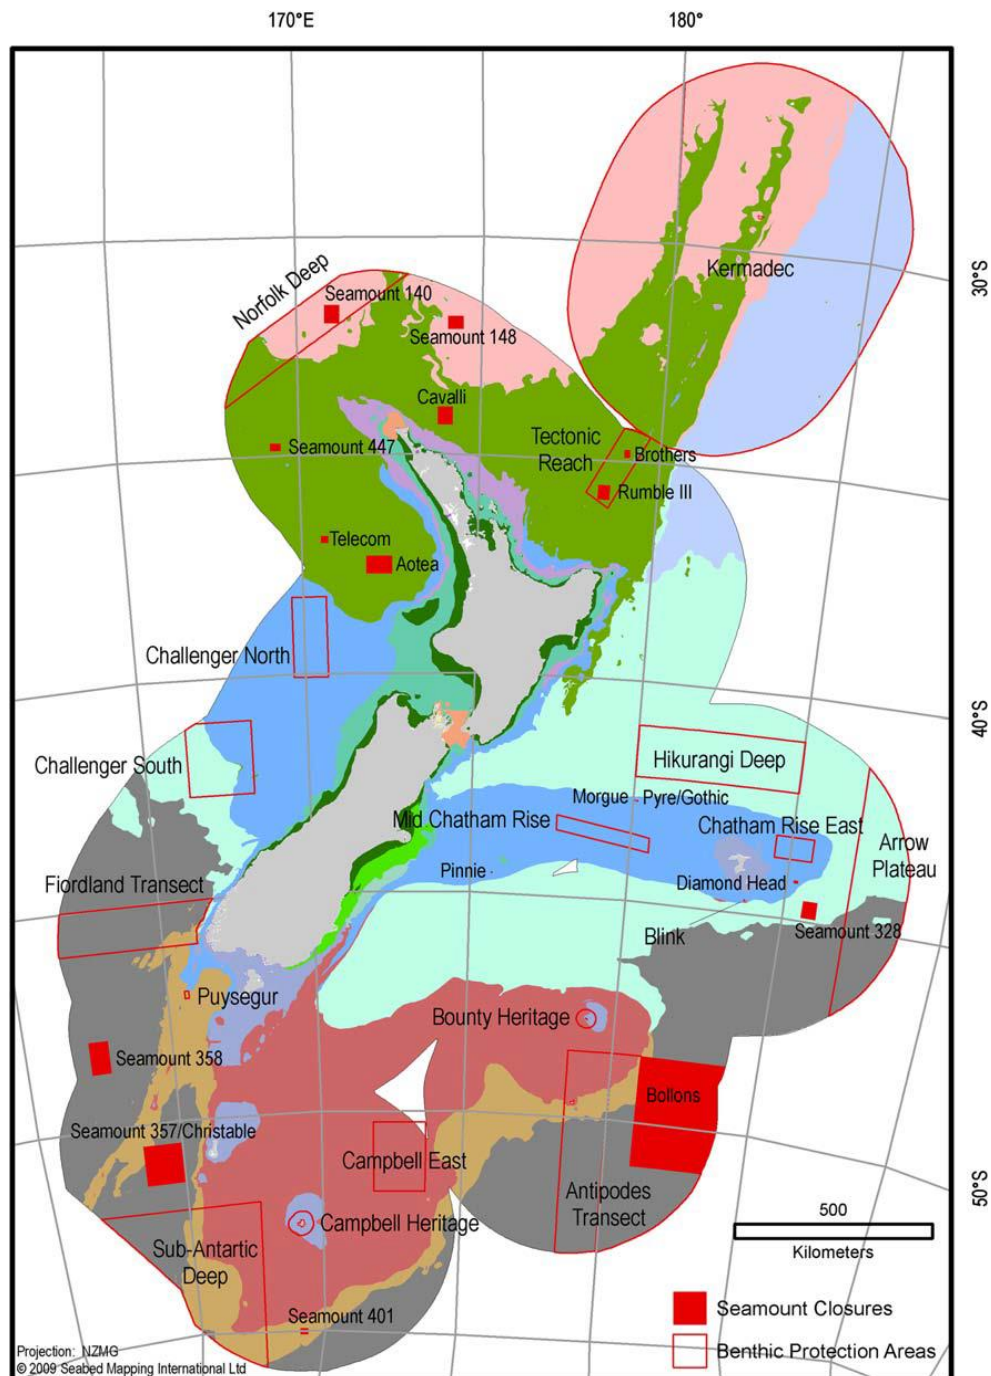 170°E
180°
30°S
Kermadec
Norfolk Deep
Seamount 140
Seamount 148
Cavalli
Tectonic
Reach
Brothers
Seamount 447
Rumble III
Telecom
Aotea
Challenger North
40°S
Challenger South
Hikurangi Deep
Morgue
Pyre/Gothic
Mid Chatham Rise
Chatham Rise East
Arrow
Plateau
Pinnie
Diamond Head
Fiordland Transect
Seamount 328
Blink
Puysegur
Bounty Heritage
Seamount 358
Bollons
Seamount 357/Christable
Campbell East
Antipodes
Transect
50°S
Campbell Heritage
500
Kilometers
Sub-Antartic
Deep
Seamount 401
Seamount Closures
Benthic Protection Areas
Projection: NZMG
© 2009 Seabed Mapping International Ltd